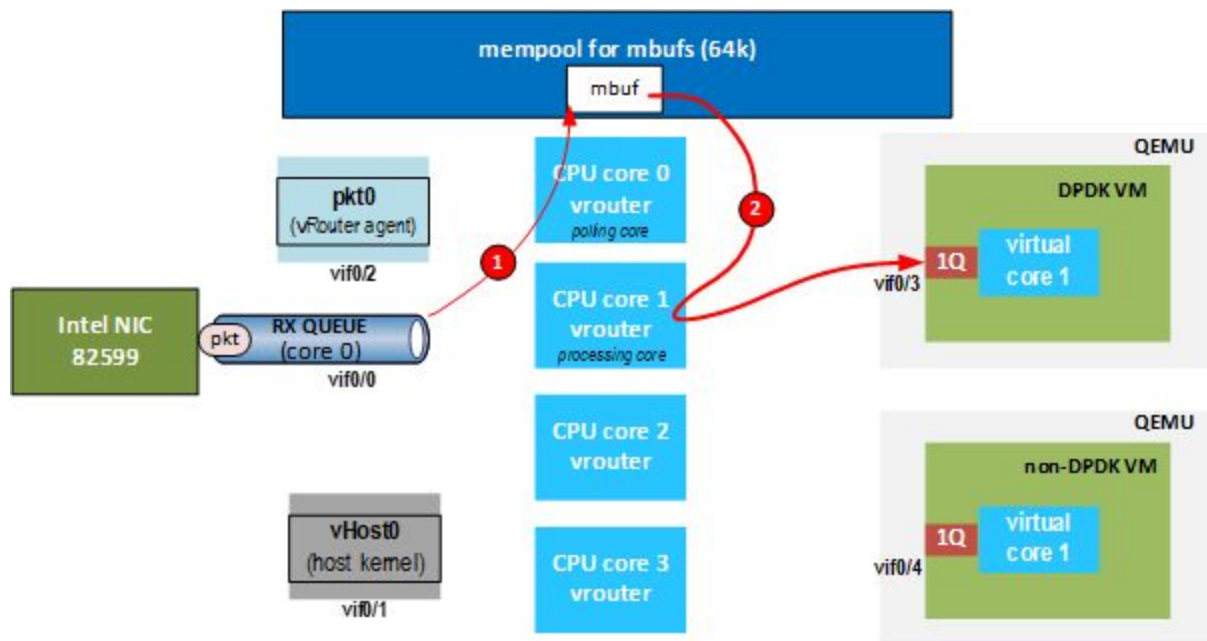 mempool for mbufs (64k)
mbuf
pkt0
(vRouter agent)
vif0/2
Intel NIC
82599
pkt
RX QUEUE
(core 0)
vif0/0
vHost0
(host kernel)
vif0/1
1
2
CPU core 0
vrouter
polling core
CPU core 1
vrouter
processing core
CPU core 2
vrouter
CPU core 3
vrouter
QEMU
DPDK VM
1Q
virtual
core 1
vif0/3
QEMU
non-DPDK VM
1Q
virtual
core 1
vif0/4